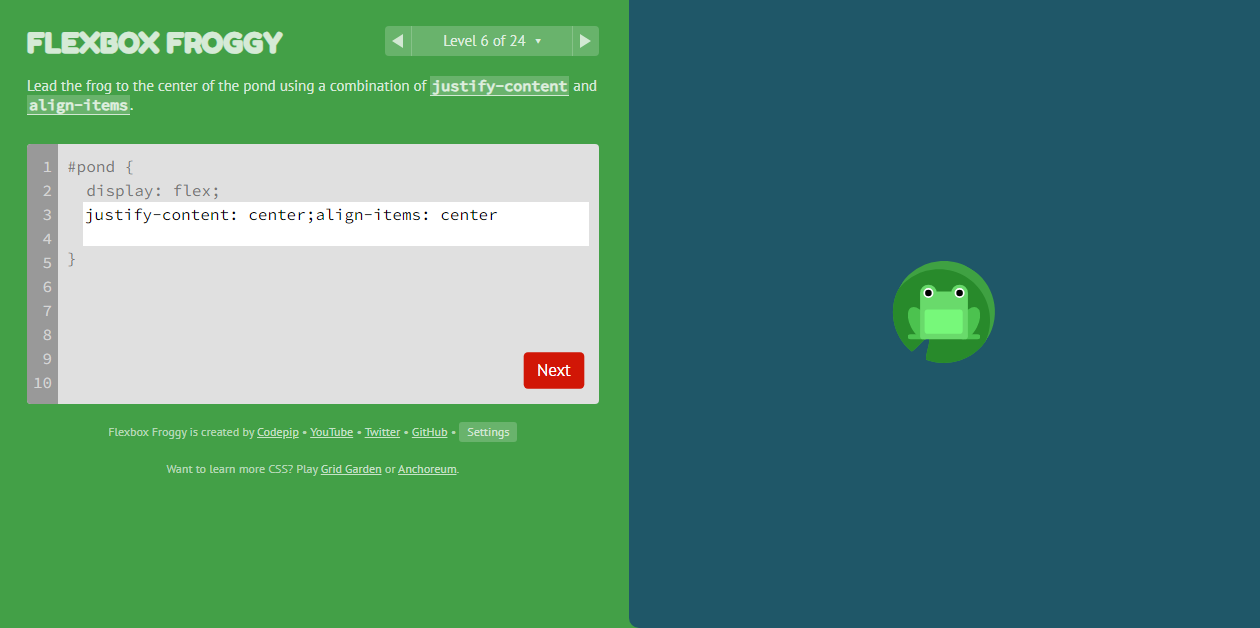 FLEXBOX FROGGY
Level 6 of 24 ▾
Lead the frog to the center of the pond using a combination of justify-content and
align-items.
1 #pond {
2 display: flex;
3 justify-content: center;align-items: center
4
5 }
6
7
8
9
10
Next
Flexbox Froggy is created by Codepip • YouTube • Twitter • GitHub • Settings
Want to learn more CSS? Play Grid Garden or Anchoreum.